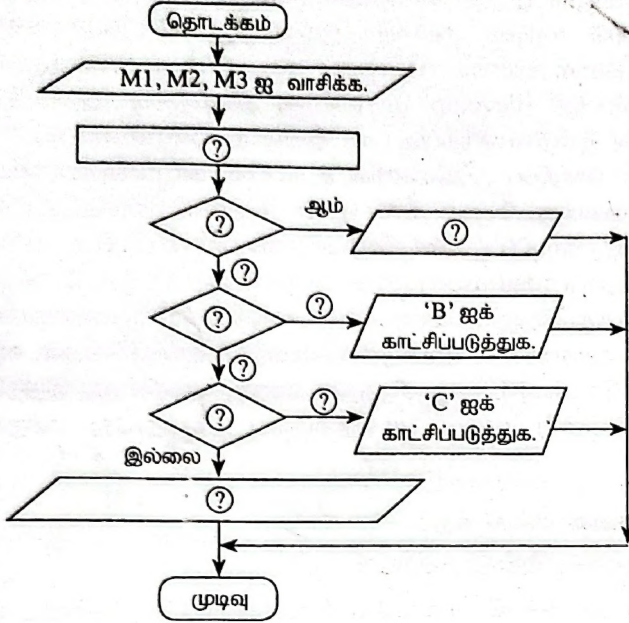 தொடக்கம்
M1, M2, M3 ஐ வாசிக்க.
?
ஆம்
? ?
?
? ? 'B' ஐக்
காட்சிப்படுத்துக.
?
? ? 'C' ஐக்
காட்சிப்படுத்துக.
இல்லை
?
முடிவு